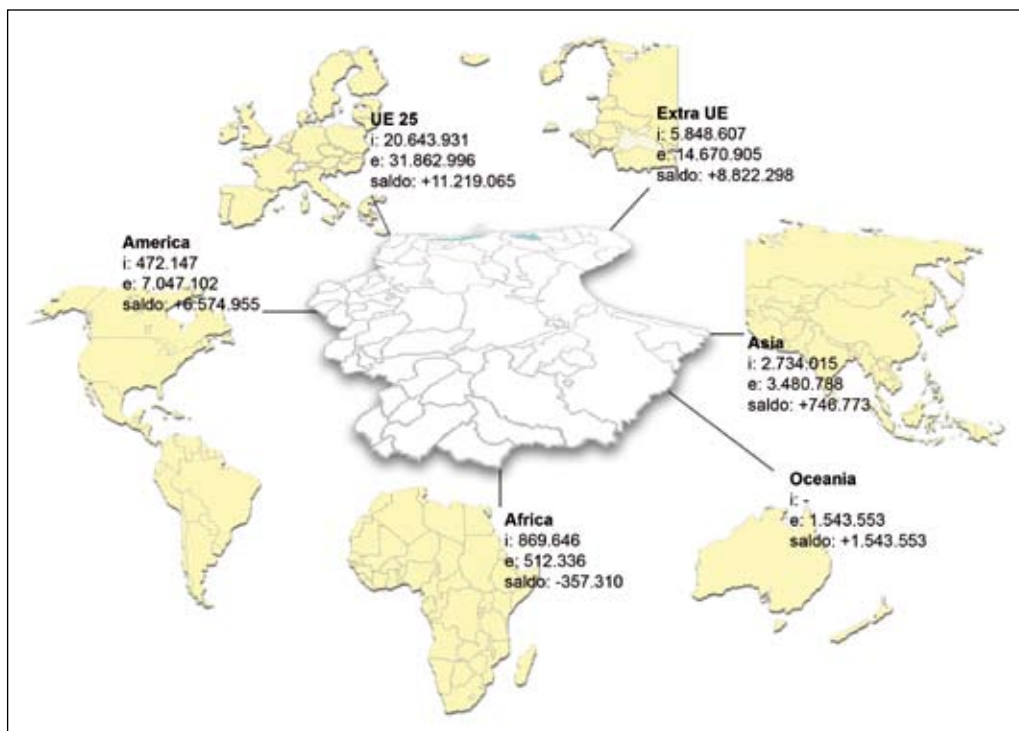 UE 25
i: 20.643.931
e: 31.862.996
saldo: +11.219.065
Extra UE
i: 5.848.607
e: 14.670.905
saldo: +8.822.298
America
i: 472.147
e: 7.047.102
saldo: +6.574.955
Asia
i: 2.734.015
e: 3.480.788
saldo: +746.773
Oceania
i: -
e: 1.543.553
saldo: +1.543.553
Africa
i: 869.646
e: 512.336
saldo: -357.310